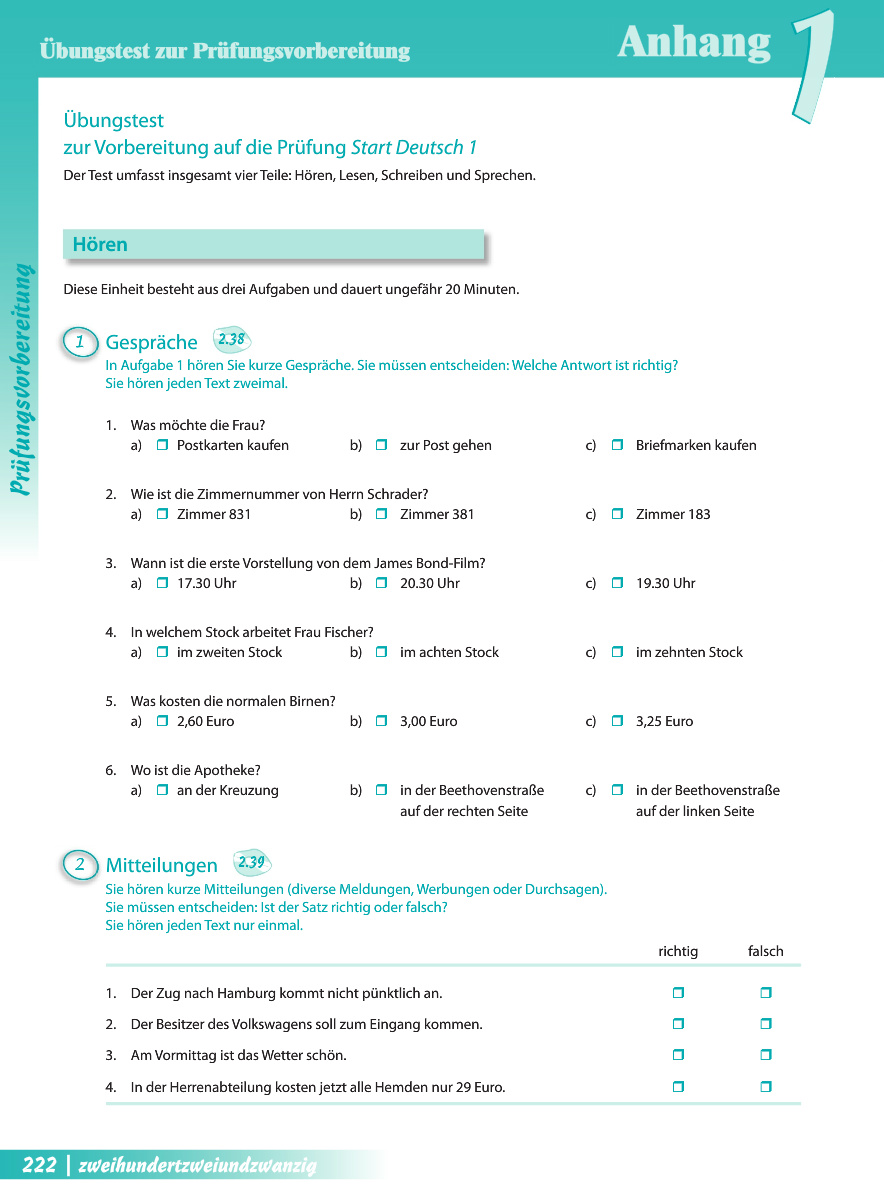 Übungstest zur Prüfungsvorbereitung
Anhang 1
Prüfungsvorbereitung
Übungstest
zur Vorbereitung auf die Prüfung Start Deutsch 1
Der Test umfasst insgesamt vier Teile: Hören, Lesen, Schreiben und Sprechen.
Hören
Diese Einheit besteht aus drei Aufgaben und dauert ungefähr 20 Minuten.
1 Gespräche 2.38
In Aufgabe 1 hören Sie kurze Gespräche. Sie müssen entscheiden: Welche Antwort ist richtig?
Sie hören jeden Text zweimal.
1. Was möchte die Frau?
a) ❒ Postkarten kaufen b) ❒ zur Post gehen c) ❒ Briefmarken kaufen
2. Wie ist die Zimmernummer von Herrn Schrader?
a) ❒ Zimmer 831 b) ❒ Zimmer 381 c) ❒ Zimmer 183
3. Wann ist die erste Vorstellung von dem James Bond-Film?
a) ❒ 17.30 Uhr b) ❒ 20.30 Uhr c) ❒ 19.30 Uhr
4. In welchem Stock arbeitet Frau Fischer?
a) ❒ im zweiten Stock b) ❒ im achten Stock c) ❒ im zehnten Stock
5. Was kosten die normalen Birnen?
a) ❒ 2,60 Euro b) ❒ 3,00 Euro c) ❒ 3,25 Euro
6. Wo ist die Apotheke?
a) ❒ an der Kreuzung b) ❒ in der Beethovenstraße c) ❒ in der Beethovenstraße
auf der rechten Seite auf der linken Seite
2 Mitteilungen 2.39
Sie hören kurze Mitteilungen (diverse Meldungen, Werbungen oder Durchsagen).
Sie müssen entscheiden: Ist der Satz richtig oder falsch?
Sie hören jeden Text nur einmal.
richtig falsch
1. Der Zug nach Hamburg kommt nicht pünktlich an. ❒ ❒
2. Der Besitzer des Volkswagens soll zum Eingang kommen. ❒ ❒
3. Am Vormittag ist das Wetter schön. ❒ ❒
4. In der Herrenabteilung kosten jetzt alle Hemden nur 29 Euro. ❒ ❒
222 | zweihundertzweiundzwanzig